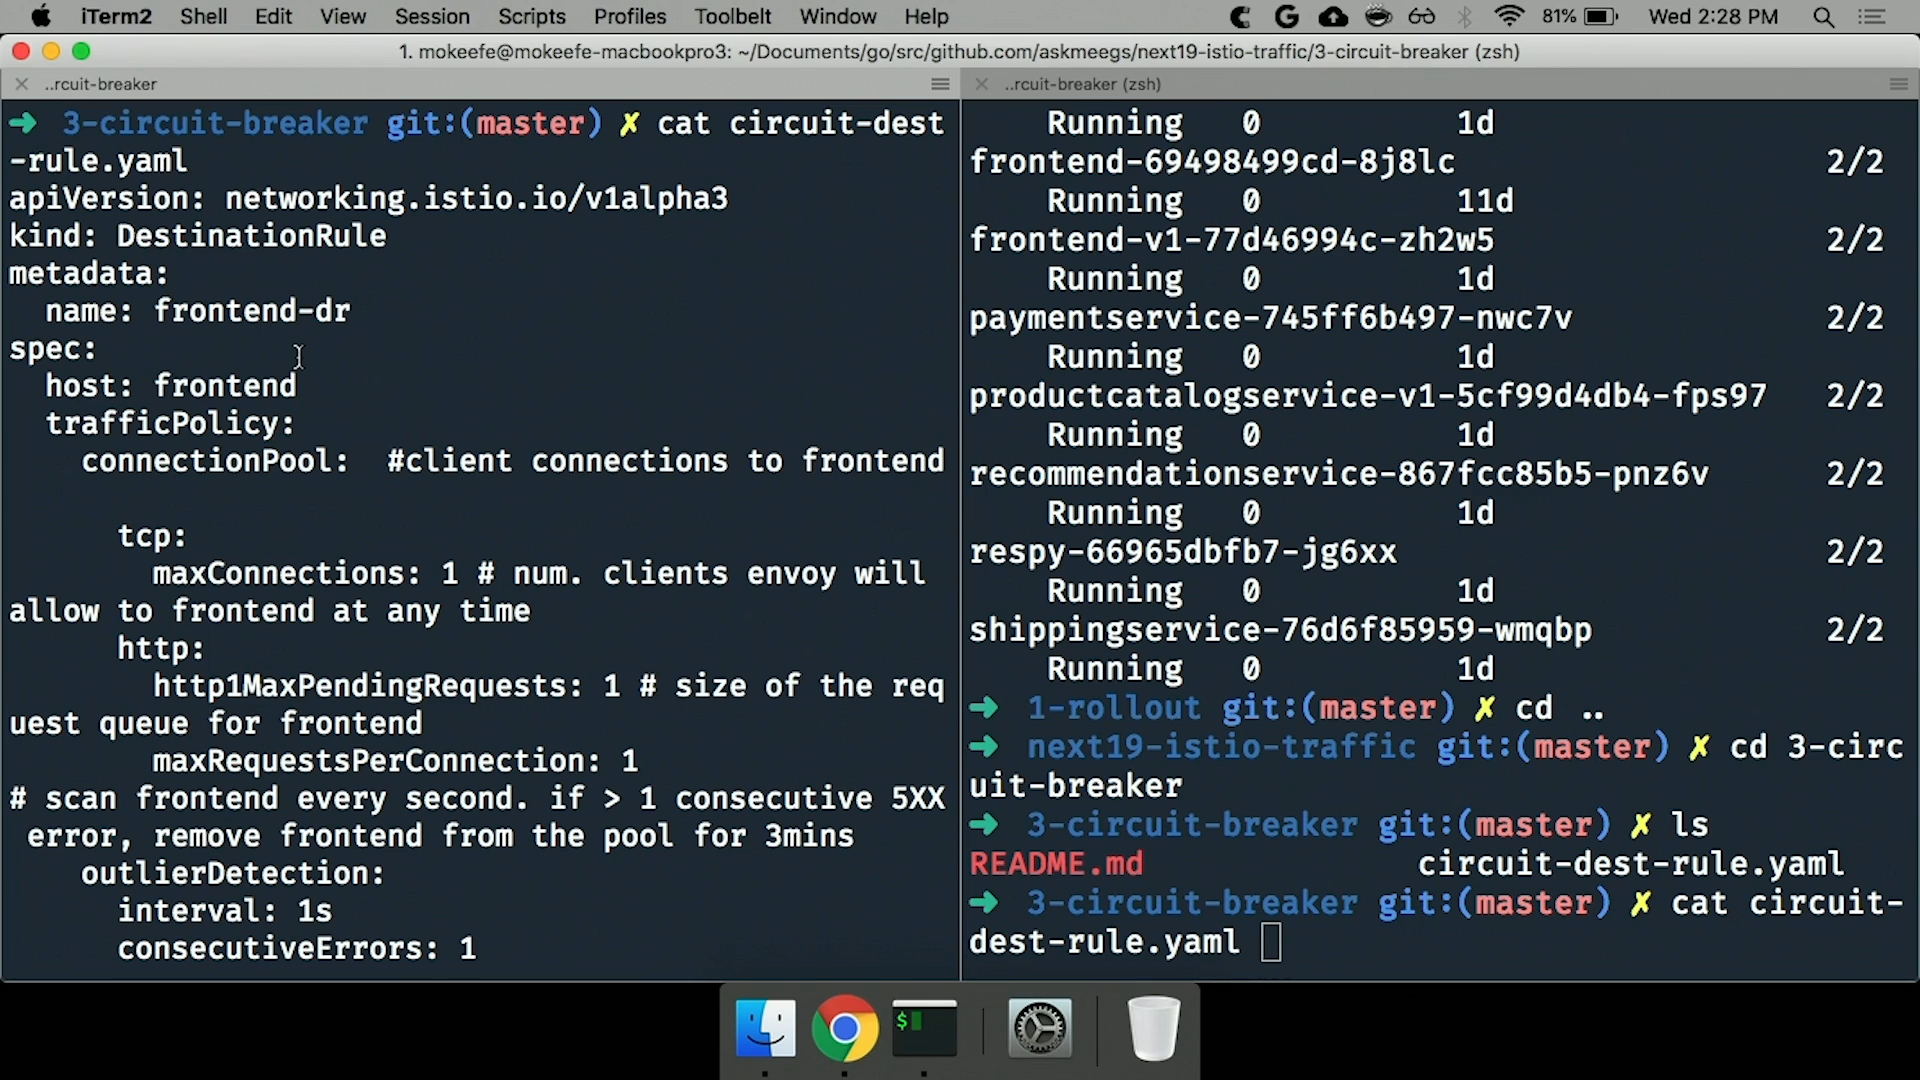 iTerm2 Shell Edit View Session Scripts Profiles Toolbelt Window Help 81% Wed 2:28 PM
1. mokeefe@mokeefe-macbookpro3: ~/Documents/go/src/github.com/askmeegs/next19-istio-traffic/3-circuit-breaker (zsh)
..rcuit-breaker
➜ 3-circuit-breaker git:(master) ✗ cat circuit-dest
-rule.yaml
apiVersion: networking.istio.io/v1alpha3
kind: DestinationRule
metadata:
  name: frontend-dr
spec:
  host: frontend
  trafficPolicy:
    connectionPool:  #client connections to frontend
      tcp:
        maxConnections: 1 # num. clients envoy will
allow to frontend at any time
      http:
        http1MaxPendingRequests: 1 # size of the req
uest queue for frontend
        maxRequestsPerConnection: 1
# scan frontend every second. if > 1 consecutive 5XX
 error, remove frontend from the pool for 3mins
    outlierDetection:
      interval: 1s
      consecutiveErrors: 1
..rcuit-breaker (zsh)
Running 0 1d
frontend-69498499cd-8j8lc 2/2
Running 0 11d
frontend-v1-77d46994c-zh2w5 2/2
Running 0 1d
paymentservice-745ff6b497-nwc7v 2/2
Running 0 1d
productcatalogservice-v1-5cf99d4db4-fps97 2/2
Running 0 1d
recommendationservice-867fcc85b5-pnz6v 2/2
Running 0 1d
respy-66965dbfb7-jg6xx 2/2
Running 0 1d
shippingservice-76d6f85959-wmqbp 2/2
Running 0 1d
➜ 1-rollout git:(master) ✗ cd ..
➜ next19-istio-traffic git:(master) ✗ cd 3-circ
uit-breaker
➜ 3-circuit-breaker git:(master) ✗ ls
README.md circuit-dest-rule.yaml
➜ 3-circuit-breaker git:(master) ✗ cat circuit-
dest-rule.yaml
$